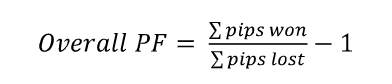 Overall PF = ∑ pips won / ∑ pips lost − 1